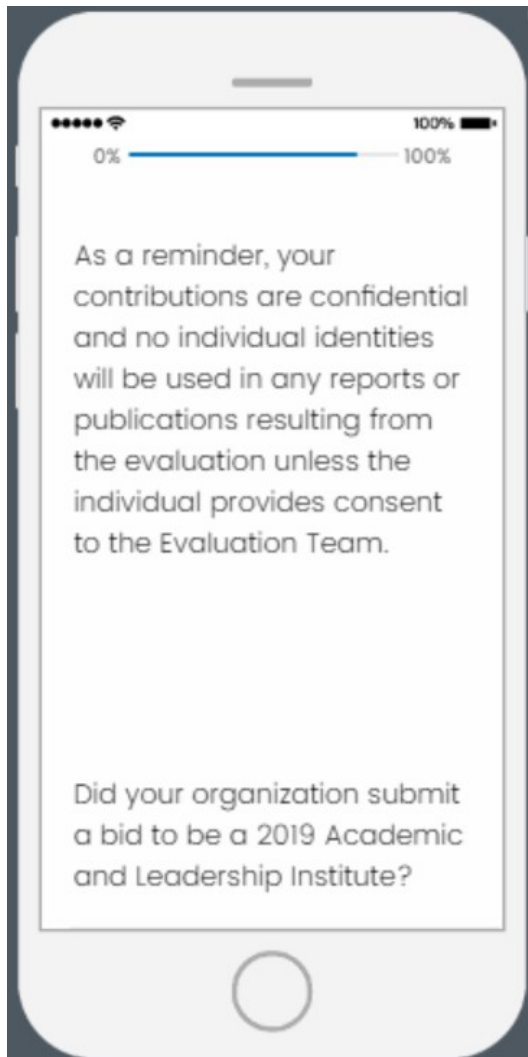 100%
0% 100%
As a reminder, your
contributions are confidential
and no individual identities
will be used in any reports or
publications resulting from
the evaluation unless the
individual provides consent
to the Evaluation Team.
Did your organization submit
a bid to be a 2019 Academic
and Leadership Institute?